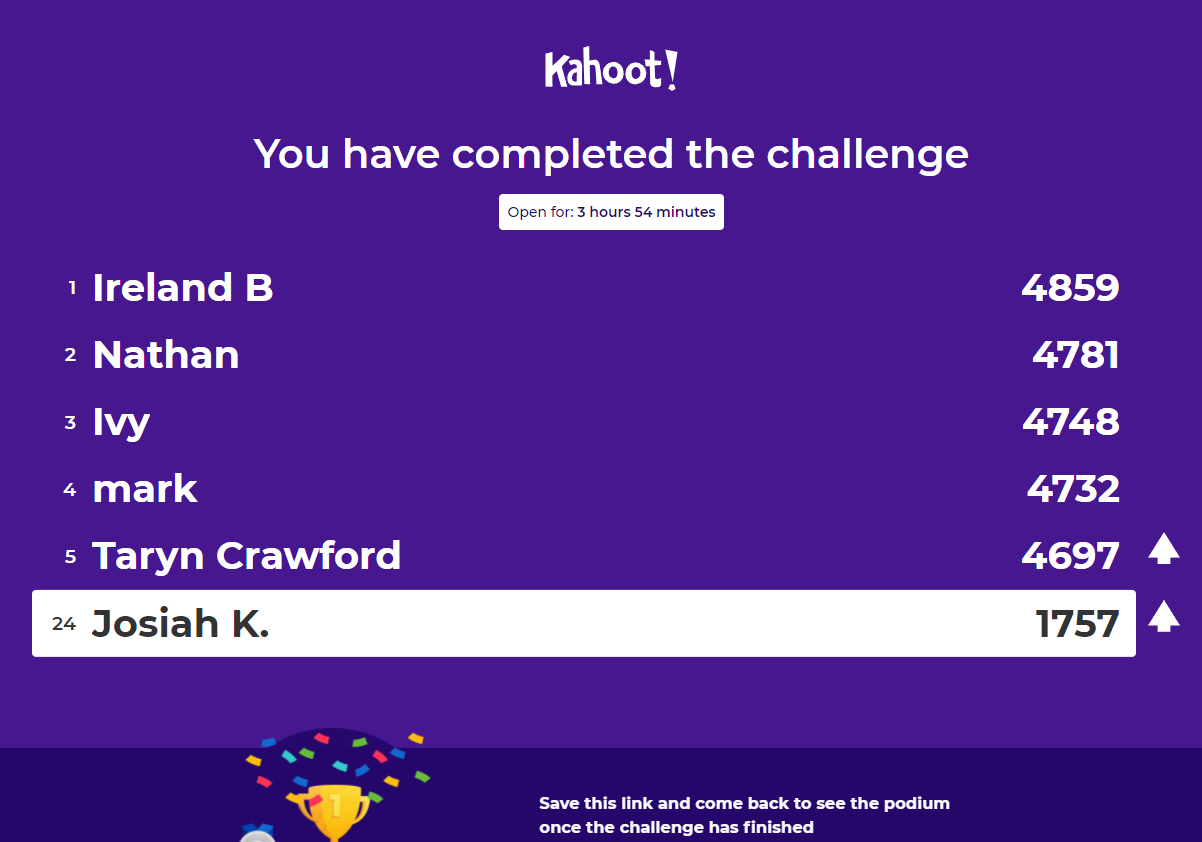 Kahoot!
You have completed the challenge
Open for: 3 hours 54 minutes
1 Ireland B 4859
2 Nathan 4781
3 Ivy 4748
4 mark 4732
5 Taryn Crawford 4697
24 Josiah K. 1757
1
Save this link and come back to see the podium
once the challenge has finished